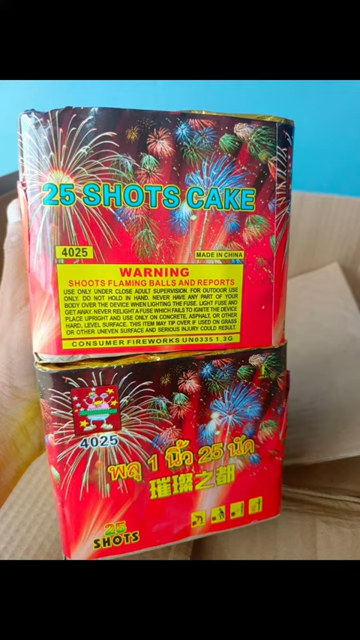 25 SHOTS CAKE
4025
MADE IN CHINA
WARNING
SHOOTS FLAMING BALLS AND REPORTS
USE ONLY UNDER CLOSE ADULT SUPERVISION. FOR OUTDOOR USE
ONLY. DO NOT HOLD IN HAND. NEVER HAVE ANY PART OF YOUR
BODY OVER THE DEVICE WHEN LIGHTING THE FUSE. LIGHT FUSE AND
GET AWAY. NEVER RELIGHT A FUSE WHICH FAILS TO IGNITE THE DEVICE
PLACE UPRIGHT AND USE ONLY ON CONCRETE, ASPHALT, OR OTHER
HARD, LEVEL SURFACE. THIS ITEM MAY TIP OVER IF USED ON GRASS
OR OTHER UNEVEN SURFACE AND SERIOUS INJURY COULD RESULT.
CONSUMER FIREWORKS UN0335 1.3G
4025
พลุ 1 นิ้ว 25 นัด
璀璨之都
25
SHOTS